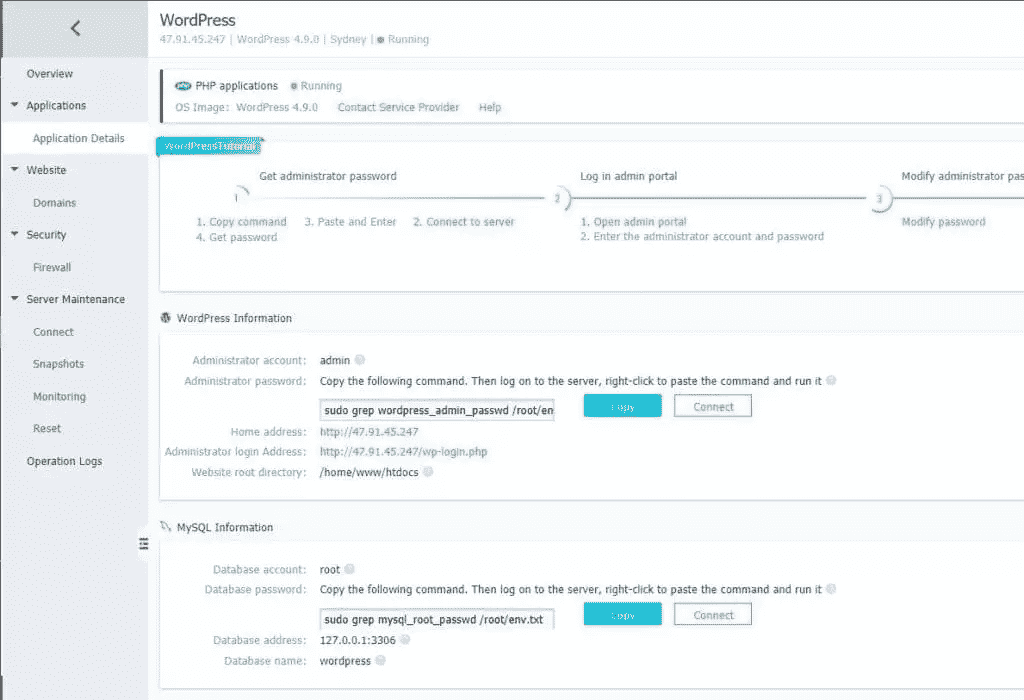 WordPress
47.91.45.247 | WordPress 4.9.0 | Sydney | Running
Overview
Applications
Application Details
Website
Domains
Security
Firewall
Server Maintenance
Connect
Snapshots
Monitoring
Reset
Operation Logs
PHP applications Running
OS Image: WordPress 4.9.0 Contact Service Provider Help
WordPressTutorial
Get administrator password
1
1. Copy command 3. Paste and Enter 2. Connect to server
4. Get password
Log in admin portal
2
1. Open admin portal
2. Enter the administrator account and password
Modify administrator pas
3
Modify password
WordPress Information
Administrator account: admin
Administrator password: Copy the following command. Then log on to the server, right-click to paste the command and run it
sudo grep wordpress_admin_passwd /root/en Copy Connect
Home address: http://47.91.45.247
Administrator login Address: http://47.91.45.247/wp-login.php
Website root directory: /home/www/htdocs
MySQL Information
Database account: root
Database password: Copy the following command. Then log on to the server, right-click to paste the command and run it
sudo grep mysql_root_passwd /root/env.txt Copy Connect
Database address: 127.0.0.1:3306
Database name: wordpress